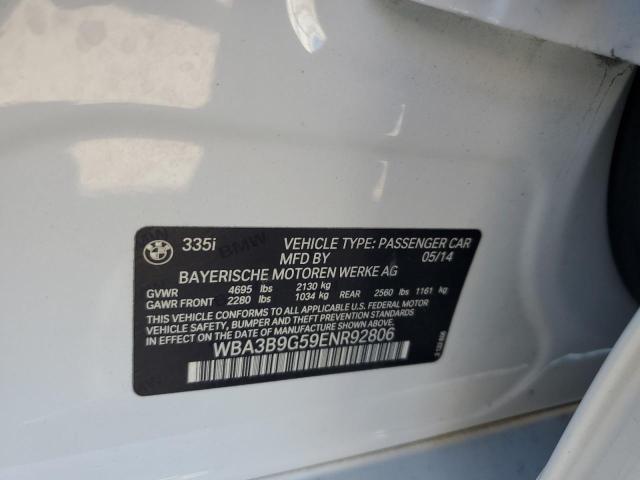 BMW 335i VEHICLE TYPE: PASSENGER CAR
MFD BY 05/14
BAYERISCHE MOTOREN WERKE AG
GVWR 4695 lbs 2130 kg
GAWR FRONT 2280 lbs 1034 kg REAR 2560 lbs 1161 kg
THIS VEHICLE CONFORMS TO ALL APPLICABLE U.S. FEDERAL MOTOR
VEHICLE SAFETY, BUMPER, AND THEFT PREVENTION STANDARDS
IN EFFECT ON THE DATE OF MANUFACTURE SHOWN ABOVE.
WBA3B9G59ENR92806